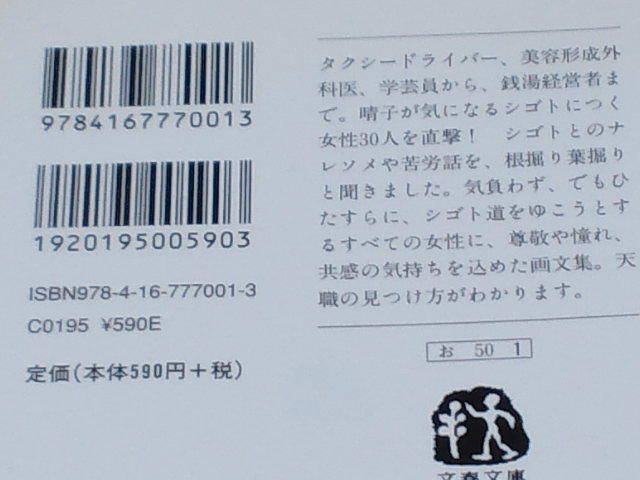 9784167770013
1920195005903
ISBN978-4-16-777001-3
C0195 ¥590E
定価(本体590円+税)
タクシードライバー、美容形成外
科医、学芸員から、銭湯経営者ま
で。晴子が気になるシゴトにつく
女性30人を直撃！ シゴトとのナ
レソメや苦労話を、根掘り葉掘り
と聞きました。気負わず、でもひ
たすらに、シゴト道をゆこうとす
るすべての女性に、尊敬や憧れ、
共感の気持ちを込めた画文集。天
職の見つけ方がわかります。
お 50 1
文春文庫